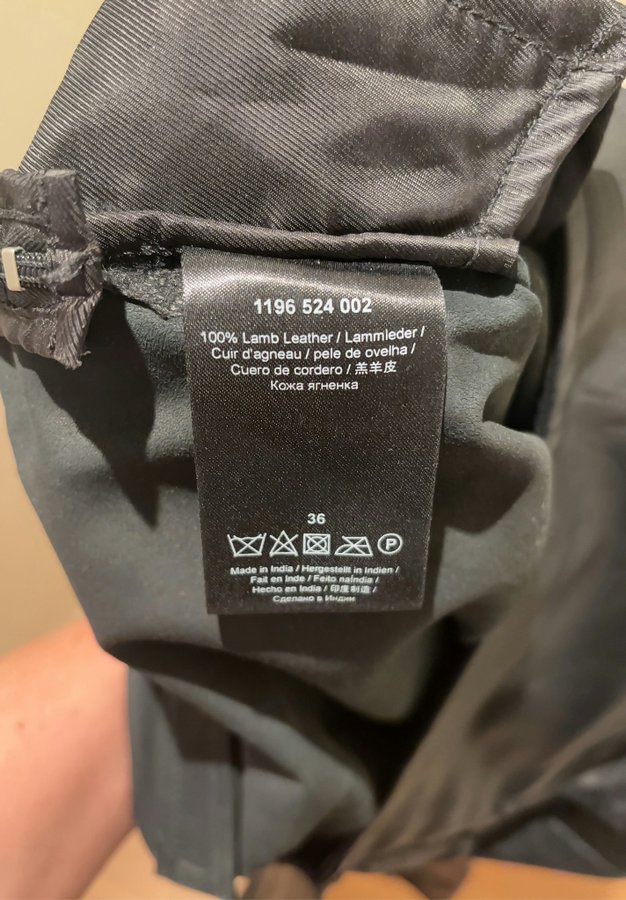 1196 524 002
100% Lamb Leather / Lammleder /
Cuir d'agneau / pele de ovelha /
Cuero de cordero / 羔羊皮
Кожа ягненка
36
P
Made in India / Hergestellt in Indien /
Fait en Inde / Feito naÍndia /
Hecho en India / 印度制造 /
Сделано в Индии